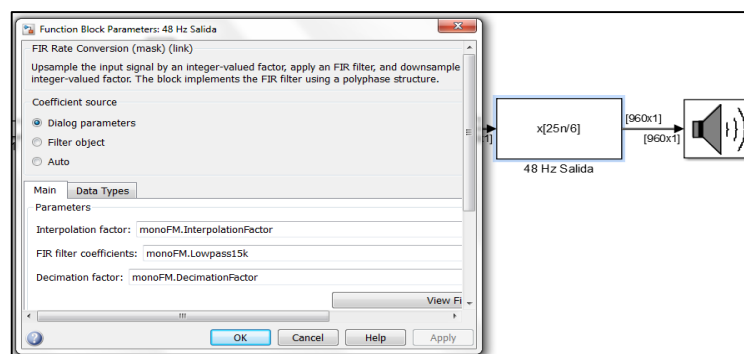 Function Block Parameters: 48 Hz Salida
FIR Rate Conversion (mask) (link)
Upsample the input signal by an integer-valued factor, apply an FIR filter, and downsample
integer-valued factor. The block implements the FIR filter using a polyphase structure.
Coefficient source
Dialog parameters
Filter object
Auto
Main
Data Types
Parameters
Interpolation factor: monoFM.InterpolationFactor
FIR filter coefficients: monoFM.Lowpass15k
Decimation factor: monoFM.DecimationFactor
View Fi
OK
Cancel
Help
Apply
1]
x[25n/6]
48 Hz Salida
[960x1]
[960x1]